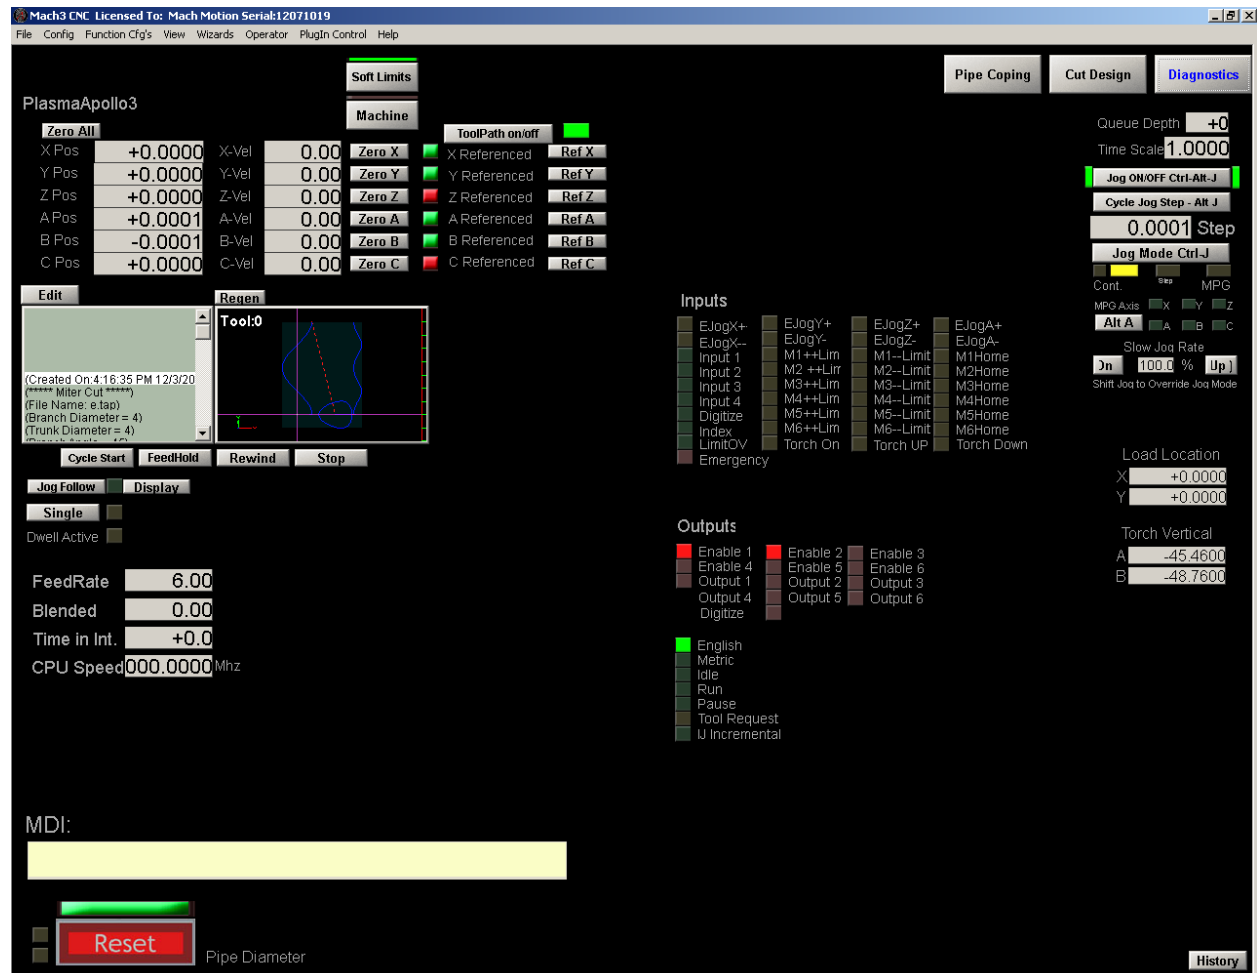 Mach3 CNC Licensed To: Mach Motion Serial:12071019
File Config Function Cfg's View Wizards Operator PlugIn Control Help
Soft Limits
Pipe Coping Cut Design Diagnostics
PlasmaApollo3
Machine
Zero All
ToolPath on/off
Queue Depth +0
Time Scale 1.0000
X Pos +0.0000 X-Vel 0.00 Zero X X Referenced Ref X
Y Pos +0.0000 Y-Vel 0.00 Zero Y Y Referenced Ref Y
Z Pos +0.0000 Z-Vel 0.00 Zero Z Z Referenced Ref Z
A Pos +0.0001 A-Vel 0.00 Zero A A Referenced Ref A
B Pos -0.0001 B-Vel 0.00 Zero B B Referenced Ref B
C Pos +0.0000 C-Vel 0.00 Zero C C Referenced Ref C
Jog ON/OFF Ctrl-Alt-J
Cycle Jog Step - Alt J
0.0001 Step
Jog Mode Ctrl-J
Cont. Step MPG
MPG Axis X Y Z
Alt A A B C
Slow Jog Rate
)n 100.0 % Up )
Shift Jog to Override Jog Mode
Edit
Regen
Tool:0
Y
(Created On:4:16:35 PM 12/3/20
(***** Miter Cut *****)
(File Name: e.tap)
(Branch Diameter = 4)
(Trunk Diameter = 4)
Cycle Start FeedHold Rewind Stop
Jog Follow Display
Single
Dwell Active
Inputs
EJogX+ EJogY+ EJogZ+ EJogA+
EJogX-- EJogY- EJogZ- EJogA-
Input 1 M1++Lim M1--Limit M1Home
Input 2 M2 ++Lim M2--Limit M2Home
Input 3 M3++Lim M3--Limit M3Home
Input 4 M4++Lim M4--Limit M4Home
Digitize M5++Lim M5--Limit M5Home
Index M6++Lim M6--Limit M6Home
LimitOV Torch On Torch UP Torch Down
Emergency
Load Location
X +0.0000
Y +0.0000
Torch Vertical
A -45.4600
B -48.7600
Outputs
Enable 1 Enable 2 Enable 3
Enable 4 Enable 5 Enable 6
Output 1 Output 2 Output 3
Output 4 Output 5 Output 6
Digitize
FeedRate 6.00
Blended 0.00
Time in Int. +0.0
CPU Speed 000.0000 Mhz
English
Metric
Idle
Run
Pause
Tool Request
IJ Incremental
MDI:
Reset
Pipe Diameter
History